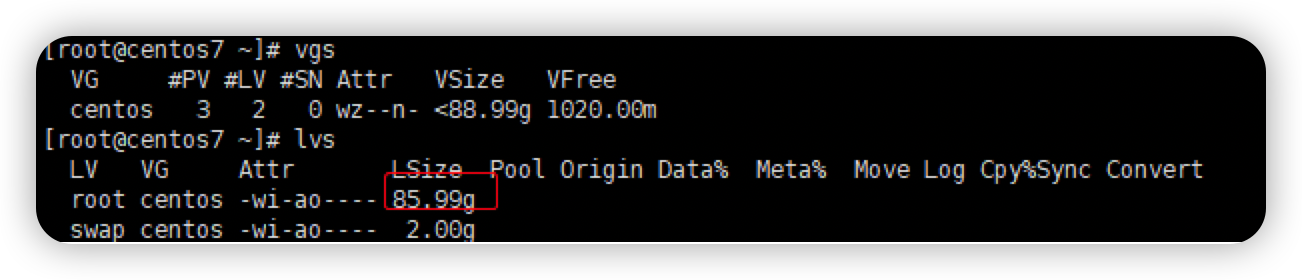 [root@centos7 ~]# vgs
  VG     #PV #LV #SN Attr   VSize   VFree
  centos   3   2   0 wz--n- <88.99g 1020.00m
[root@centos7 ~]# lvs
  LV   VG     Attr       LSize  Pool Origin Data%  Meta%  Move Log Cpy%Sync Convert
  root centos -wi-ao---- 85.99g
  swap centos -wi-ao----  2.00g